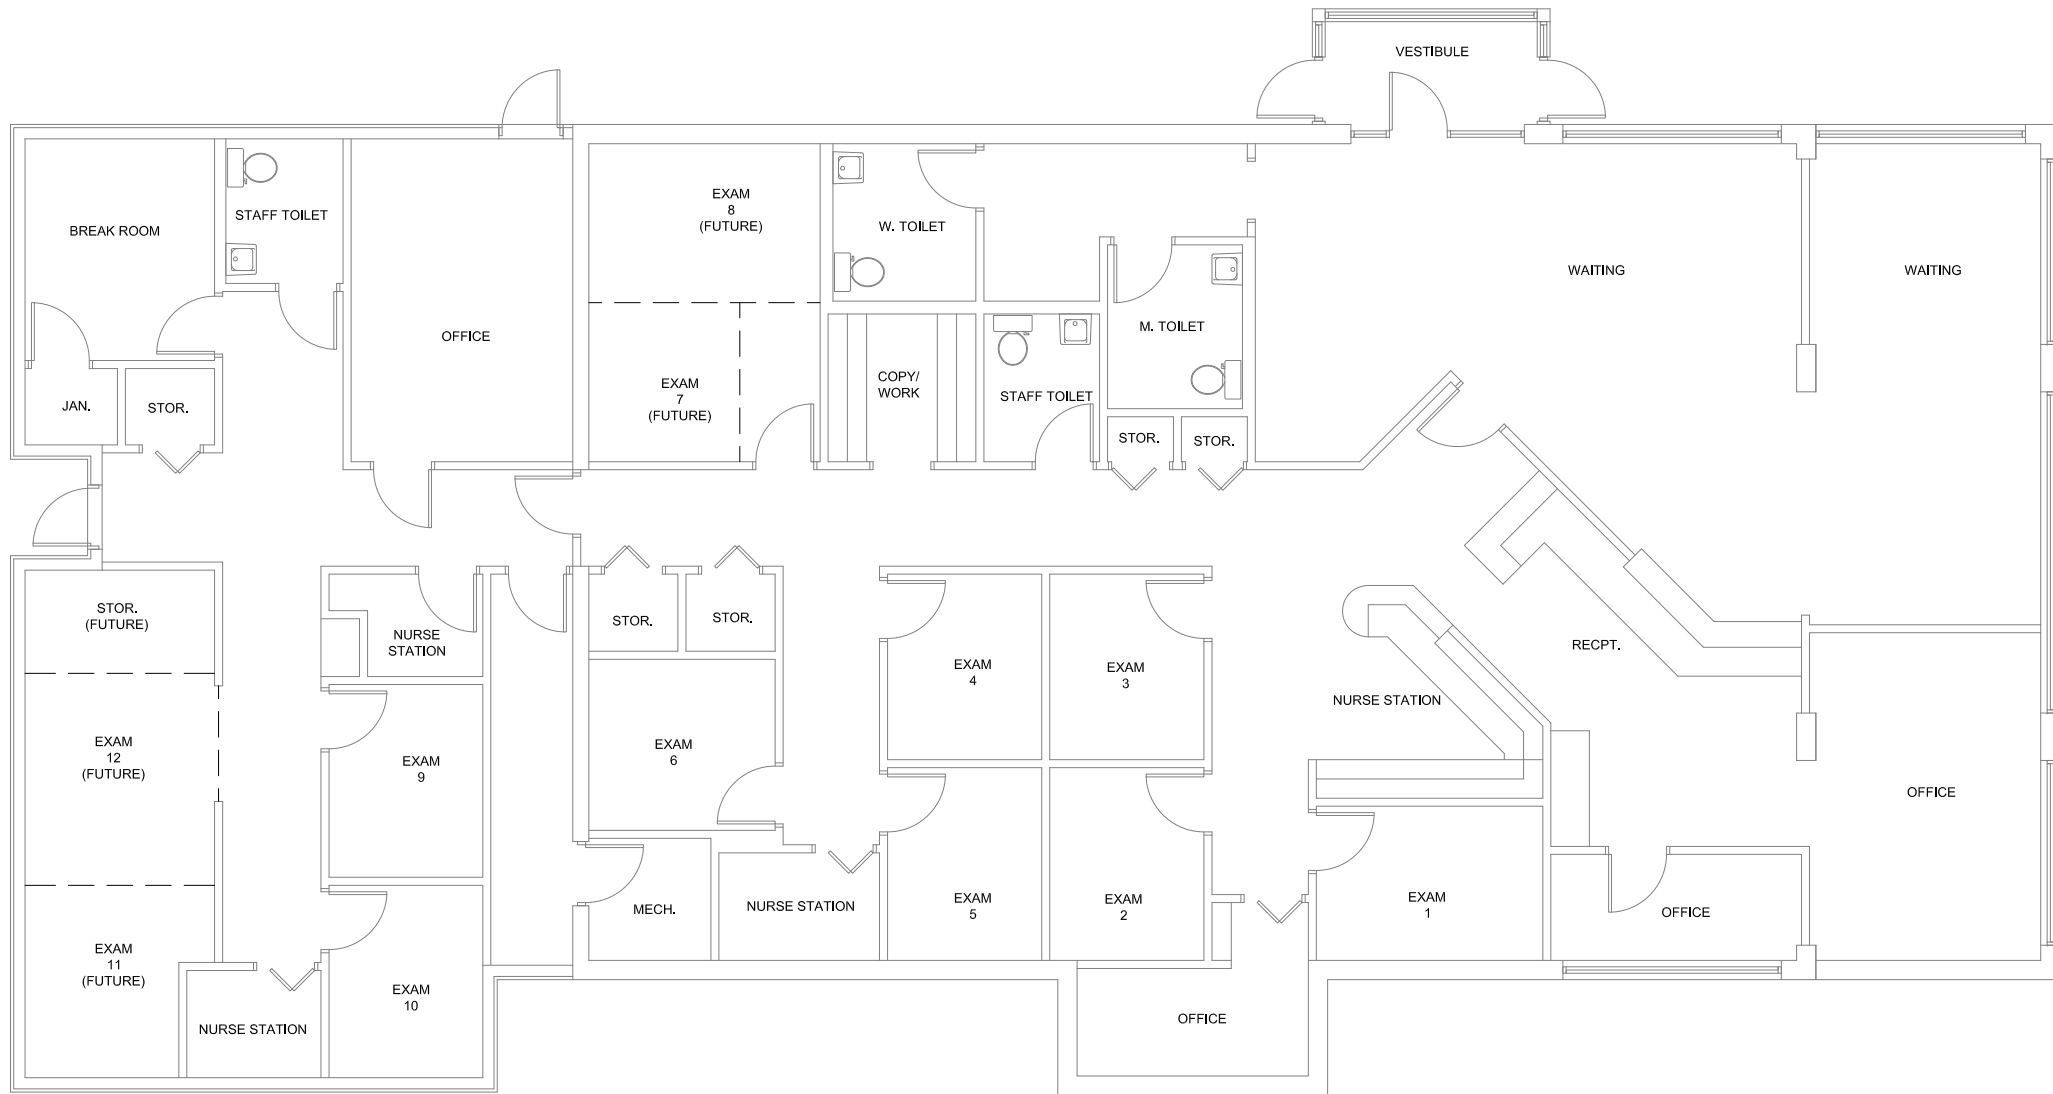 VESTIBULE
EXAM
8
(FUTURE)
STAFF TOILET
W. TOILET
BREAK ROOM
WAITING
WAITING
OFFICE
M. TOILET
EXAM
7
(FUTURE)
COPY/
WORK
STAFF TOILET
JAN.
STOR.
STOR.
STOR.
STOR.
(FUTURE)
NURSE
STATION
STOR.
STOR.
EXAM
4
EXAM
3
RECPT.
NURSE STATION
EXAM
12
(FUTURE)
EXAM
9
EXAM
6
OFFICE
MECH.
NURSE STATION
EXAM
5
EXAM
2
EXAM
1
OFFICE
EXAM
11
(FUTURE)
EXAM
10
NURSE STATION
OFFICE